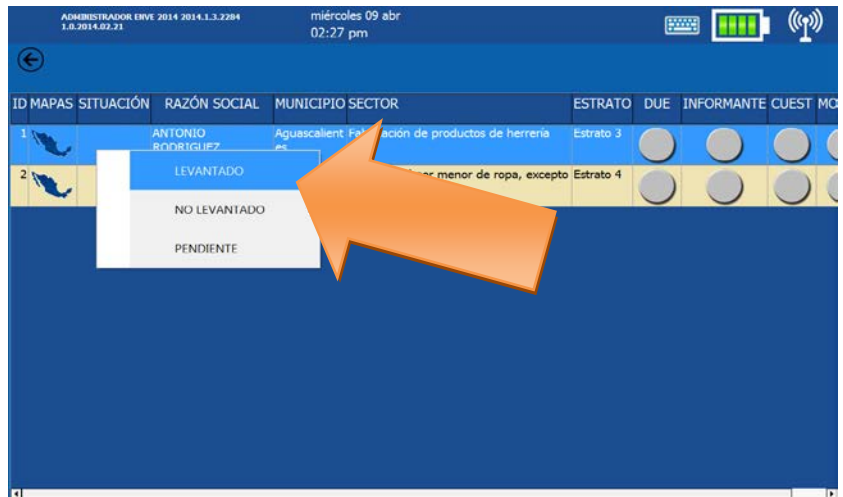 ADMINISTRADOR ENVE 2014 2014.1.3.2284
1.0.2014.02.21
miércoles 09 abr
02:27 pm
ID MAPAS SITUACIÓN RAZÓN SOCIAL MUNICIPIO SECTOR ESTRATO DUE INFORMANTE CUEST
1 ANTONIO Aguascalient ación de productos de herrería Estrato 3
RODRIGUEZ es
2 menor de ropa, excepto Estrato 4
LEVANTADO
NO LEVANTADO
PENDIENTE